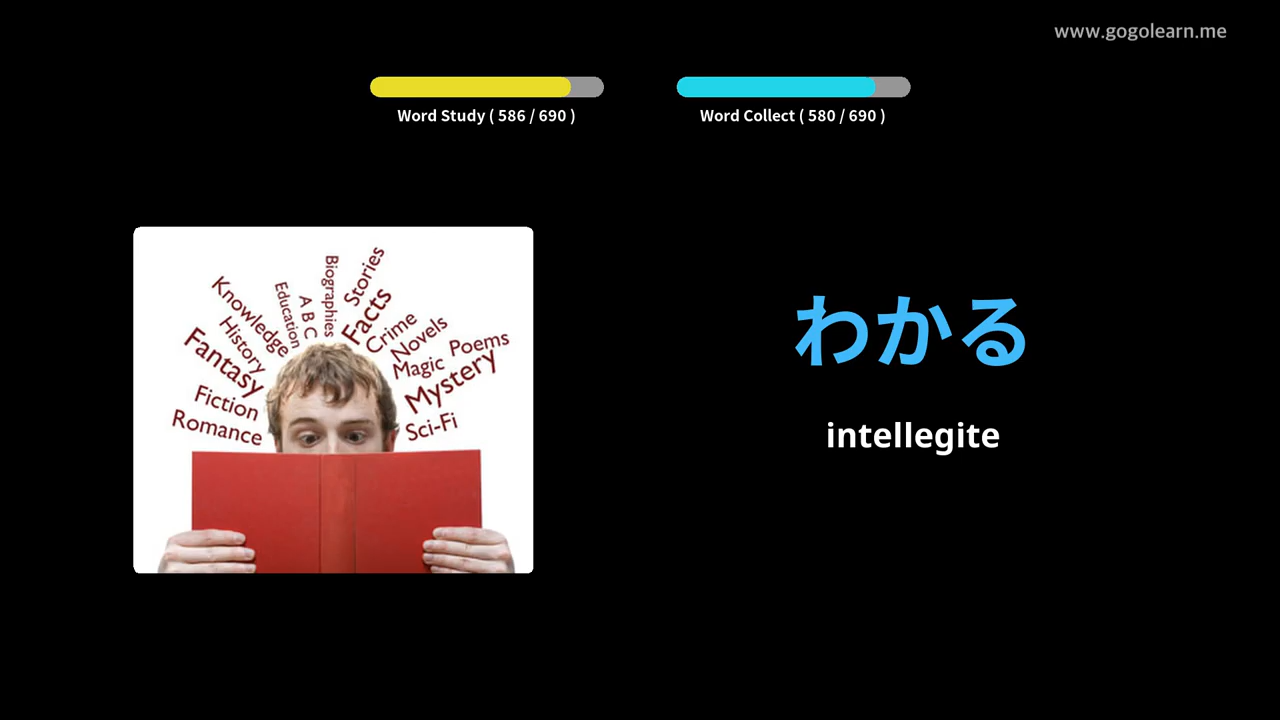 www.gogolearn.me
Word Study ( 586 / 690 )
Word Collect ( 580 / 690 )
Knowledge
Education
A B C
Biographies
Stories
Facts
Crime
Novels
Poems
Magic
Mystery
Sci-Fi
History
Fantasy
Fiction
Romance
わかる
intellegite